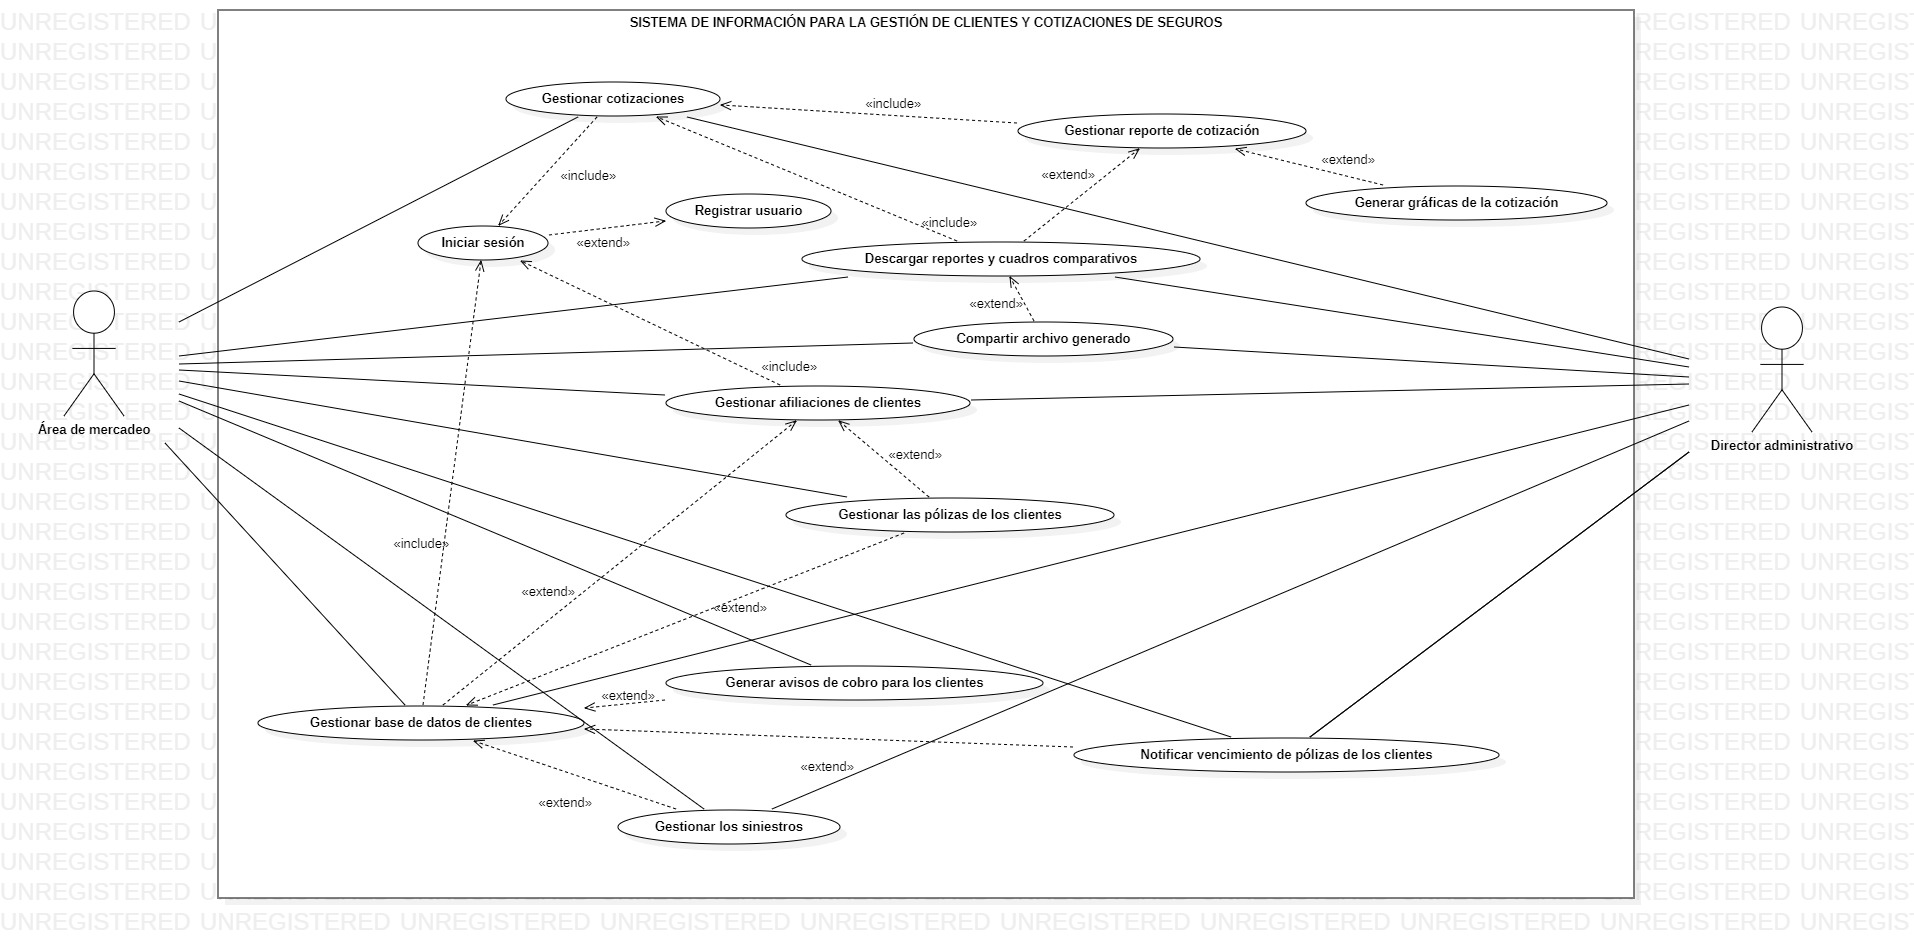 SISTEMA DE INFORMACIÓN PARA LA GESTIÓN DE CLIENTES Y COTIZACIONES DE SEGUROS
Gestionar cotizaciones
«include»
Gestionar reporte de cotización
«extend»
«include»
«extend»
Generar gráficas de la cotización
Registrar usuario
«include»
Iniciar sesión
«extend»
Descargar reportes y cuadros comparativos
«extend»
Compartir archivo generado
«include»
Gestionar afiliaciones de clientes
Área de mercadeo
Director administrativo
«extend»
Gestionar las pólizas de los clientes
«include»
«extend»
«extend»
Generar avisos de cobro para los clientes
«extend»
Gestionar base de datos de clientes
Notificar vencimiento de pólizas de los clientes
«extend»
«extend»
Gestionar los siniestros
UNREGISTERED UNREGISTERED UNREGISTERED UNREGISTERED UNREGISTERED UNREGISTERED UNREGISTERED UNREGISTERED UNREGISTERED UNREGIST